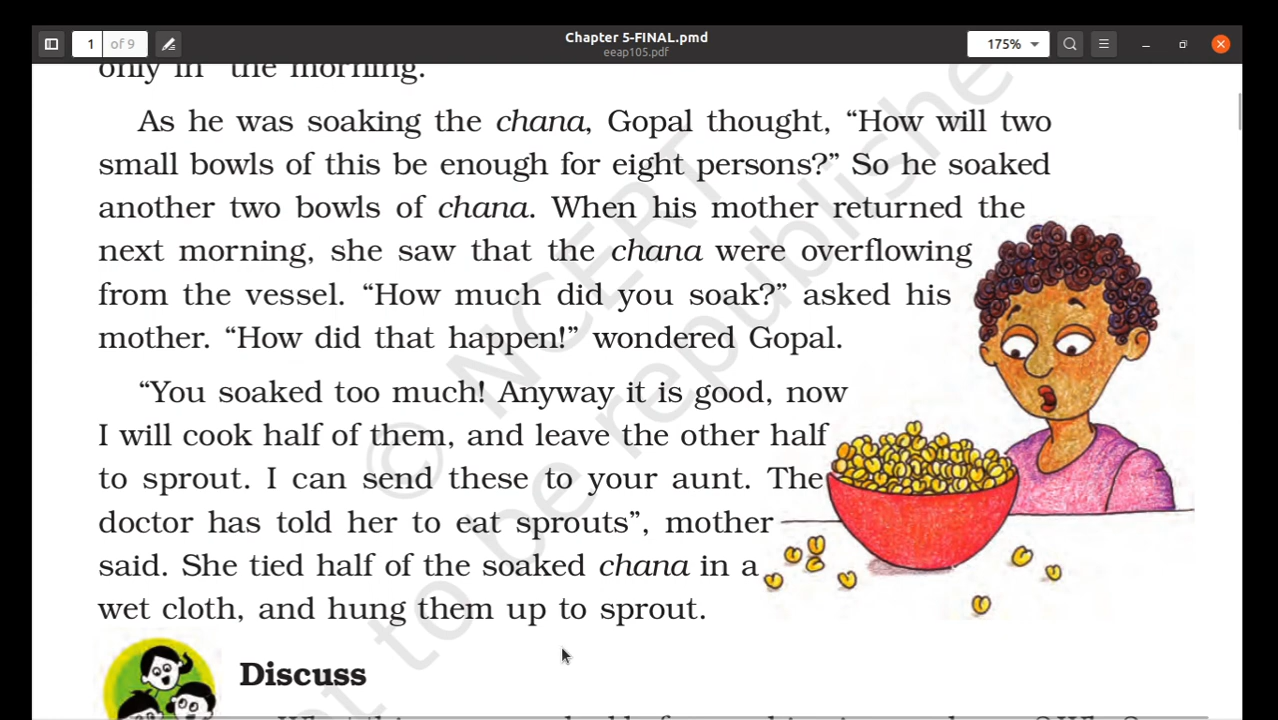 Chapter 5-FINAL.pmd
eeap105.pdf
1 of 9
175%
only in the morning.
As he was soaking the chana, Gopal thought, “How will two
small bowls of this be enough for eight persons?” So he soaked
another two bowls of chana. When his mother returned the
next morning, she saw that the chana were overflowing
from the vessel. “How much did you soak?” asked his
mother. “How did that happen!” wondered Gopal.
“You soaked too much! Anyway it is good, now
I will cook half of them, and leave the other half
to sprout. I can send these to your aunt. The
doctor has told her to eat sprouts”, mother
said. She tied half of the soaked chana in a
wet cloth, and hung them up to sprout.
© NCERT
not to be republishe
Discuss